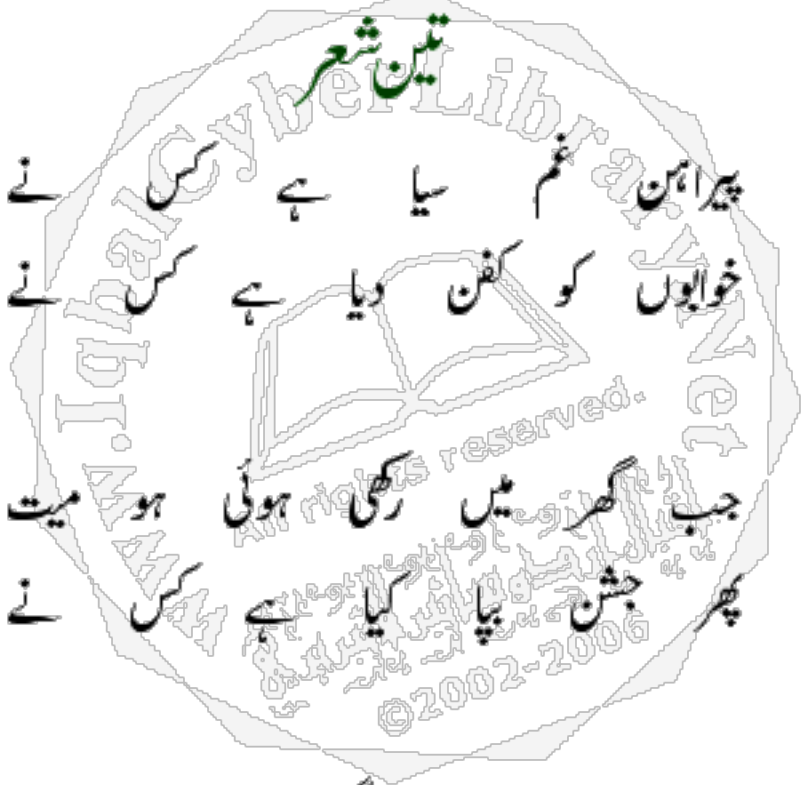 تین شعر
پیراہن غم سیا ہے کس نے
خوابوں کو کفن دیا ہے کس نے
جب گھر میں رکھی ہوئی ہو میت
پھر جشن بپا کیا ہے کس نے
www.IqbalCyberLibrary.Net
All rights reserved.
©2002-2006